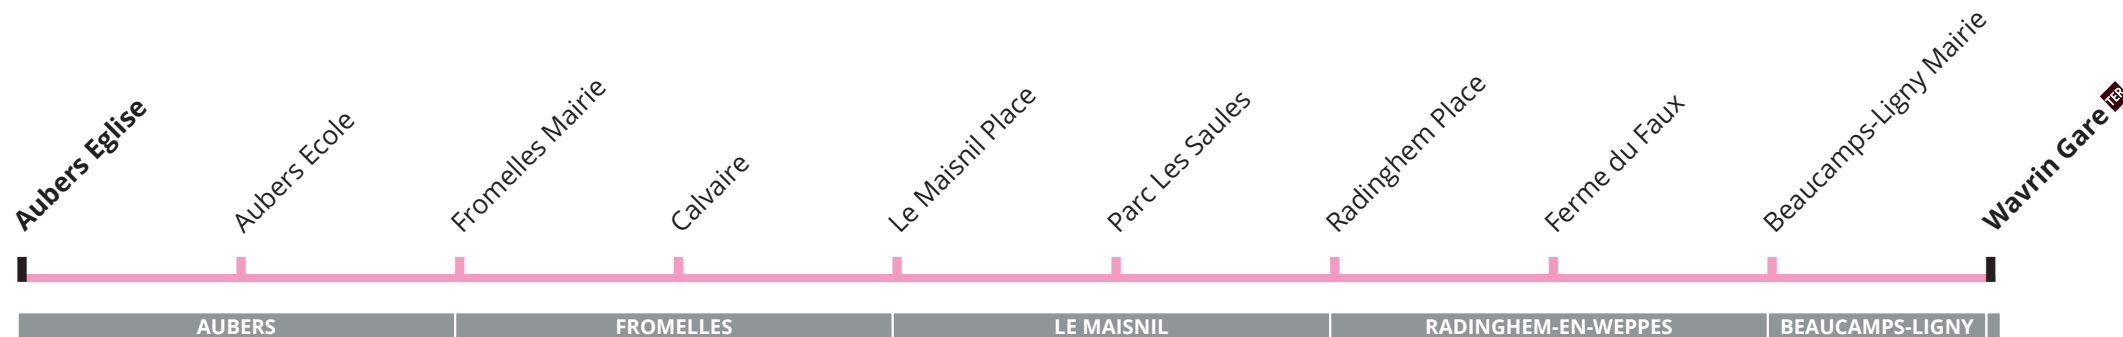 Aubers Eglise
Aubers Ecole
Fromelles Mairie
Calvaire
Le Maisnil Place
Parc Les Saules
Radinghem Place
Ferme du Faux
Beaucamps-Ligny Mairie
Wavrin Gare TER
AUBERS
FROMELLES
LE MAISNIL
RADINGHEM-EN-WEPPES
BEAUCAMPS-LIGNY